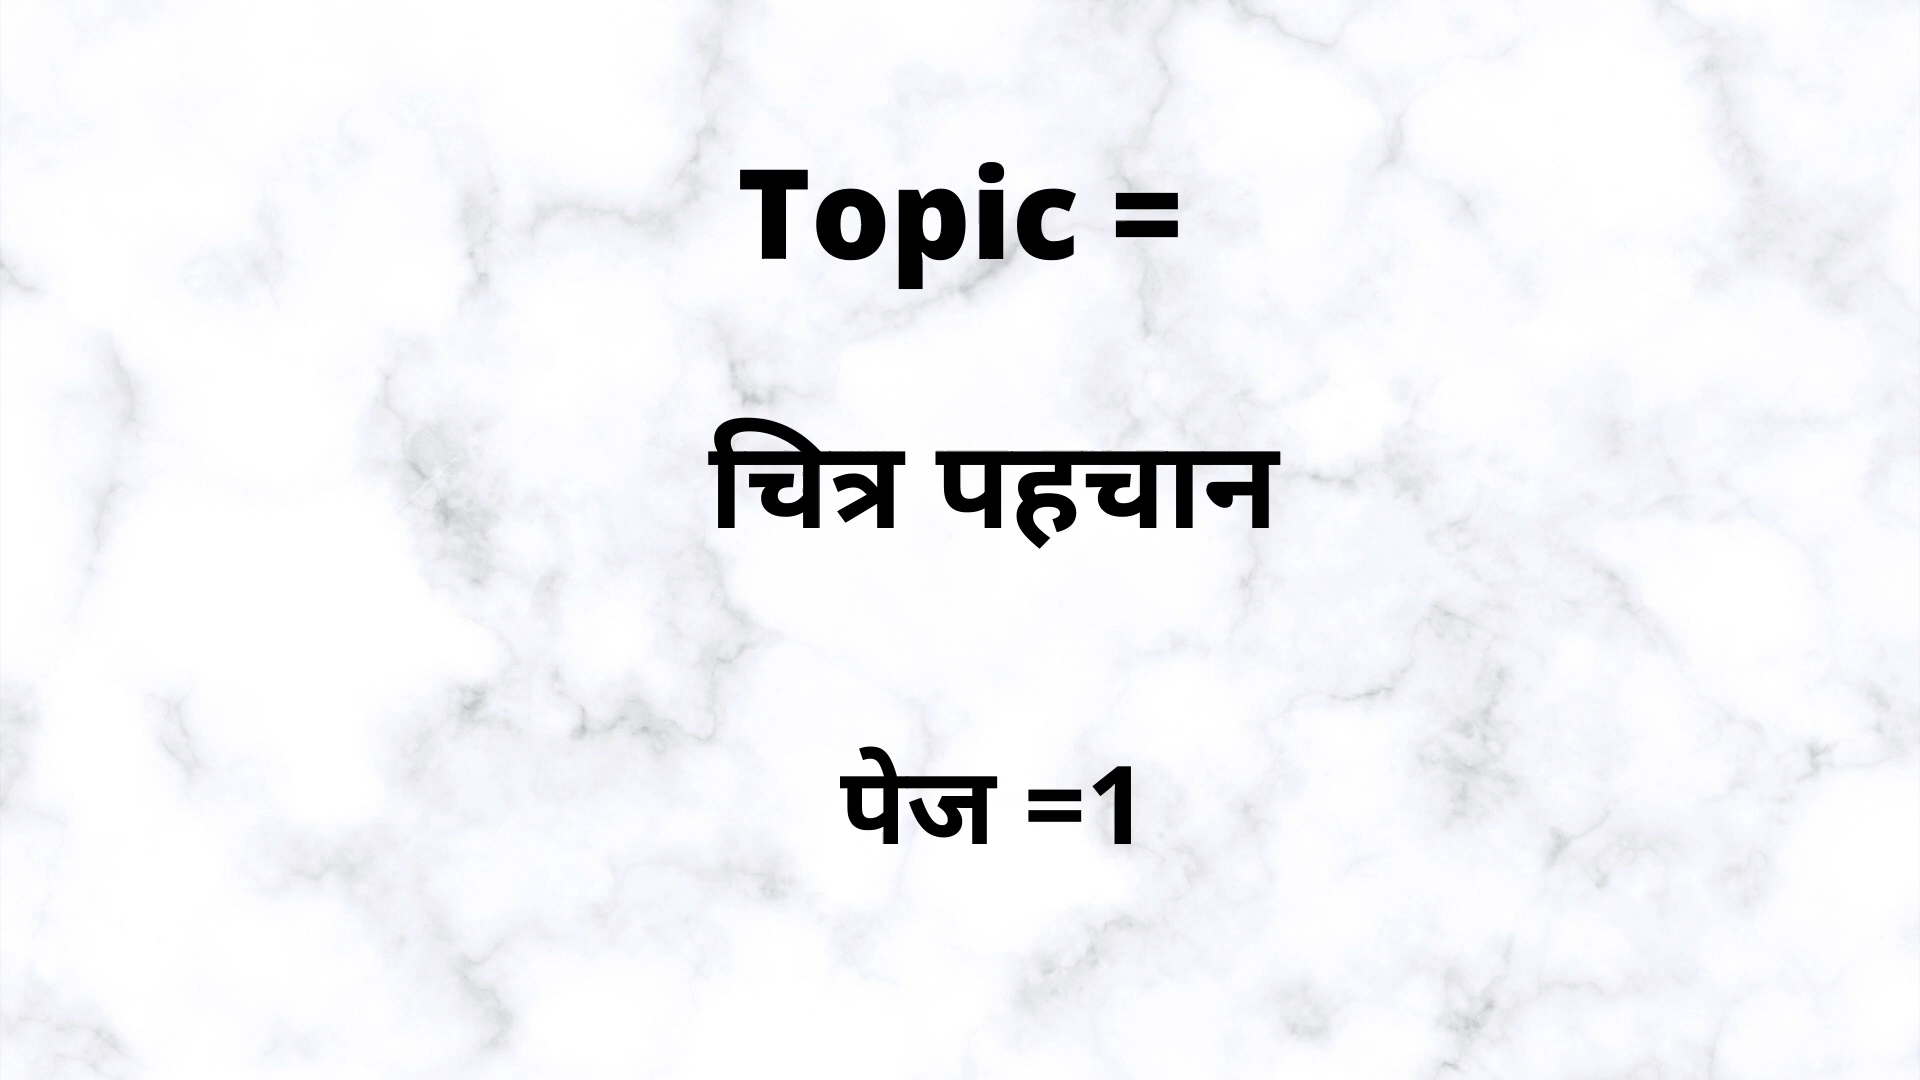 Topic =
चित्र पहचान
पेज =1